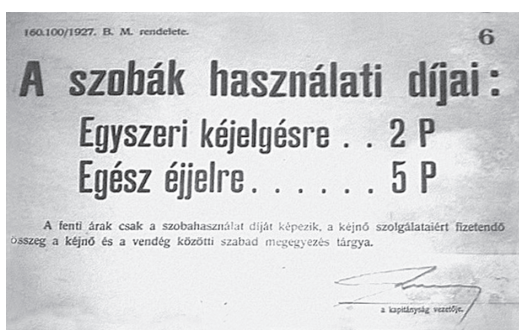 160.100/1927. B. M. rendelete.
6
A szobák használati díjai :
Egyszeri kéjelgésre . . 2 P
Egész éjjelre . . . . . . 5 P
A fenti árak csak a szobahasználat díját képezik, a kéjnő szolgálataiért fizetendő
összeg a kéjnő és a vendég közötti szabad megegyezés tárgya.
a kapitányság vezetője.